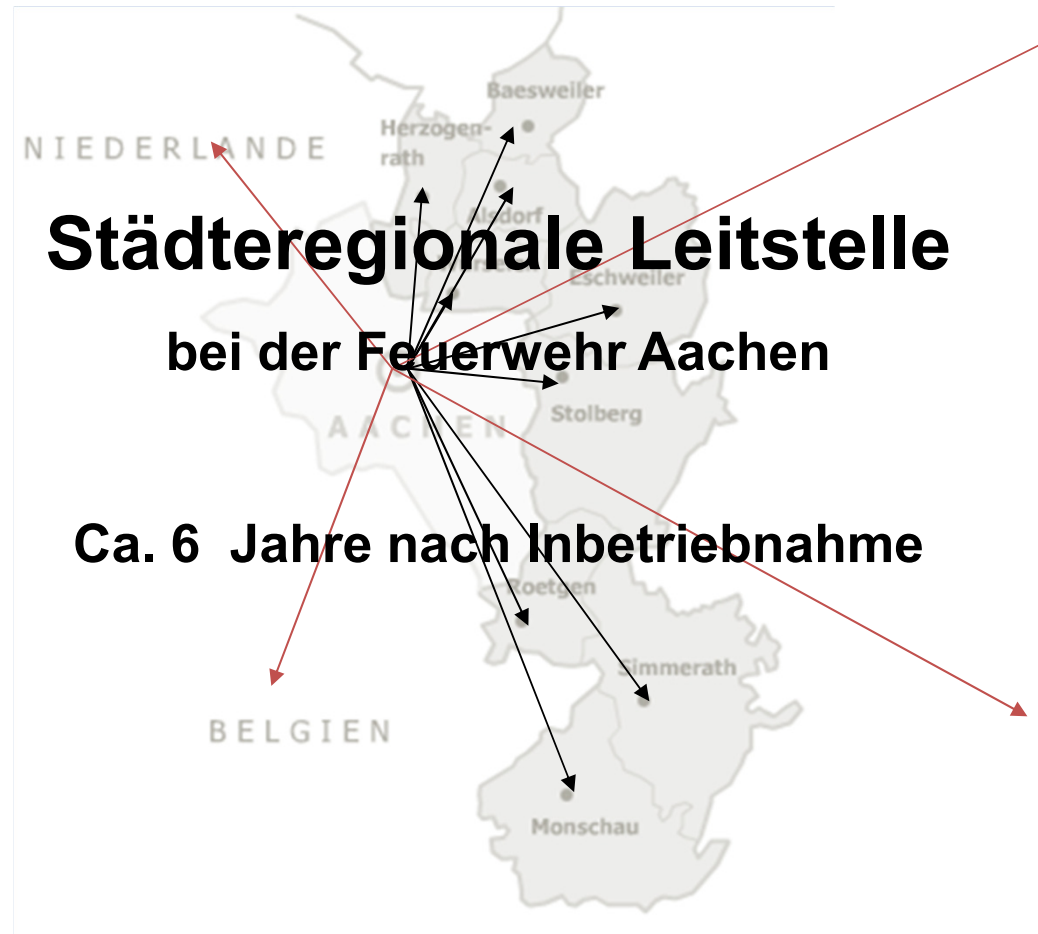 Baesweiler
Herzogen-
rath
NIEDERLANDE
Alsdorf
Städteregionale Leitstelle
Eschweiler
bei der Feuerwehr Aachen
AACHEN
Stolberg
Ca. 6  Jahre nach Inbetriebnahme
Roetgen
Simmerath
BELGIEN
Monschau